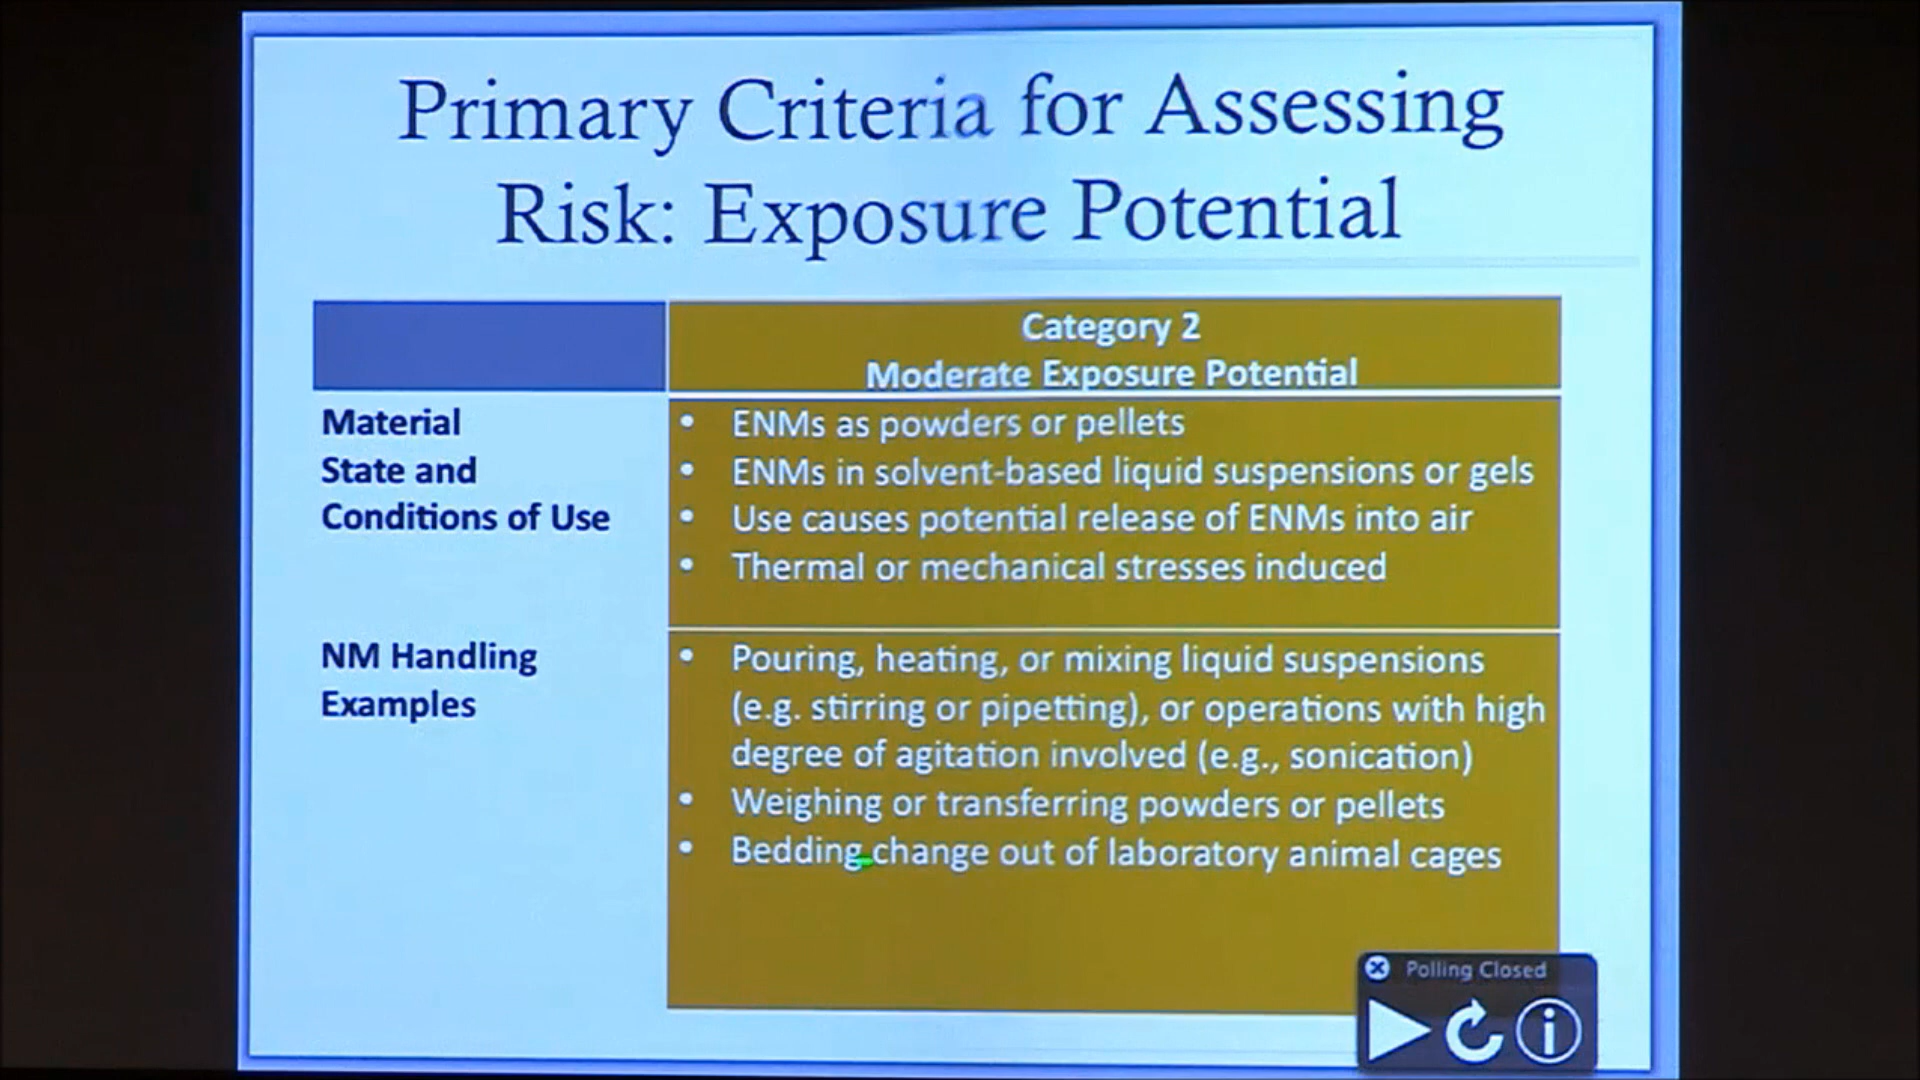 Primary Criteria for Assessing
Risk: Exposure Potential
Category 2
Moderate Exposure Potential
Material
State and
Conditions of Use
• ENMs as powders or pellets
• ENMs in solvent-based liquid suspensions or gels
• Use causes potential release of ENMs into air
• Thermal or mechanical stresses induced
NM Handling
Examples
• Pouring, heating, or mixing liquid suspensions
(e.g. stirring or pipetting), or operations with high
degree of agitation involved (e.g., sonication)
• Weighing or transferring powders or pellets
• Bedding change out of laboratory animal cages
Polling Closed